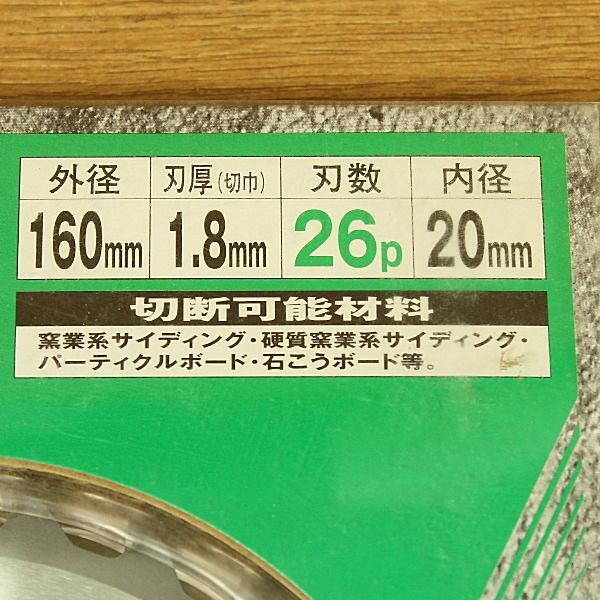 外径 刃厚(切巾) 刃数 内径
160mm 1.8mm 26p 20mm
切断可能材料
窯業系サイディング・硬質窯業系サイディング・
パーティクルボード・石こうボード等。